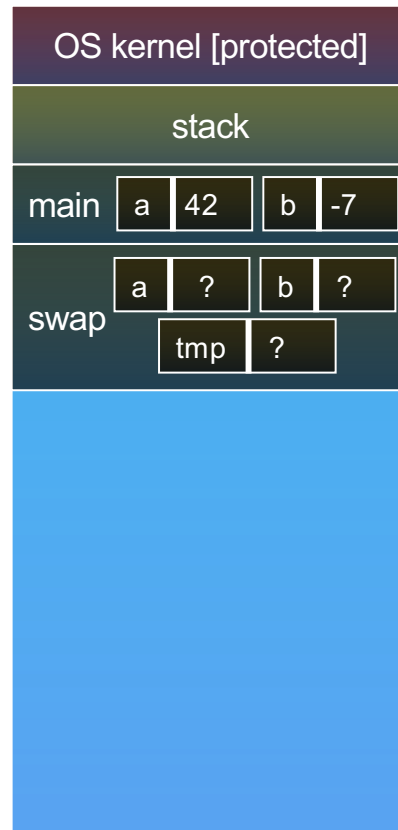 OS kernel [protected]
stack
main a 42 b -7
a ? b ?
swap
tmp ?